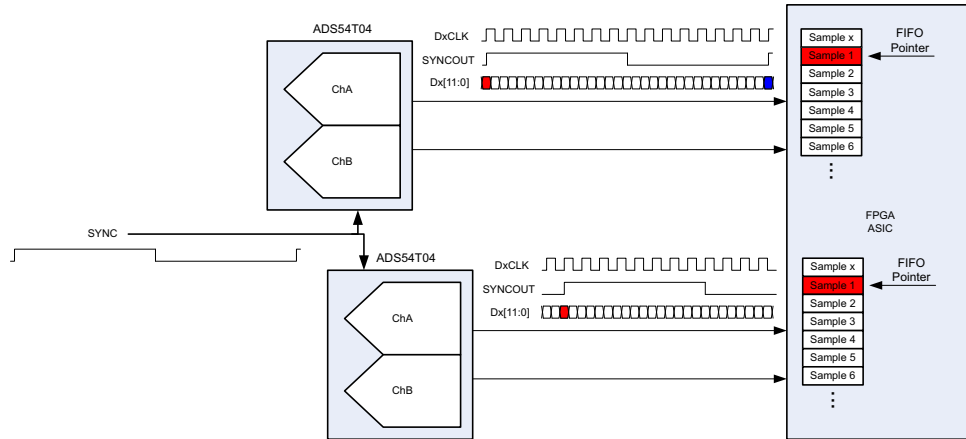 ADS54T04
DxCLK
SYNCOUT
Dx[11:0]
ChA
ChB
Sample x
Sample 1
Sample 2
Sample 3
Sample 4
Sample 5
Sample 6
FIFO
Pointer
SYNC
FPGA
ASIC
ADS54T04
DxCLK
SYNCOUT
Dx[11:0]
ChA
ChB
Sample x
Sample 1
Sample 2
Sample 3
Sample 4
Sample 5
Sample 6
FIFO
Pointer